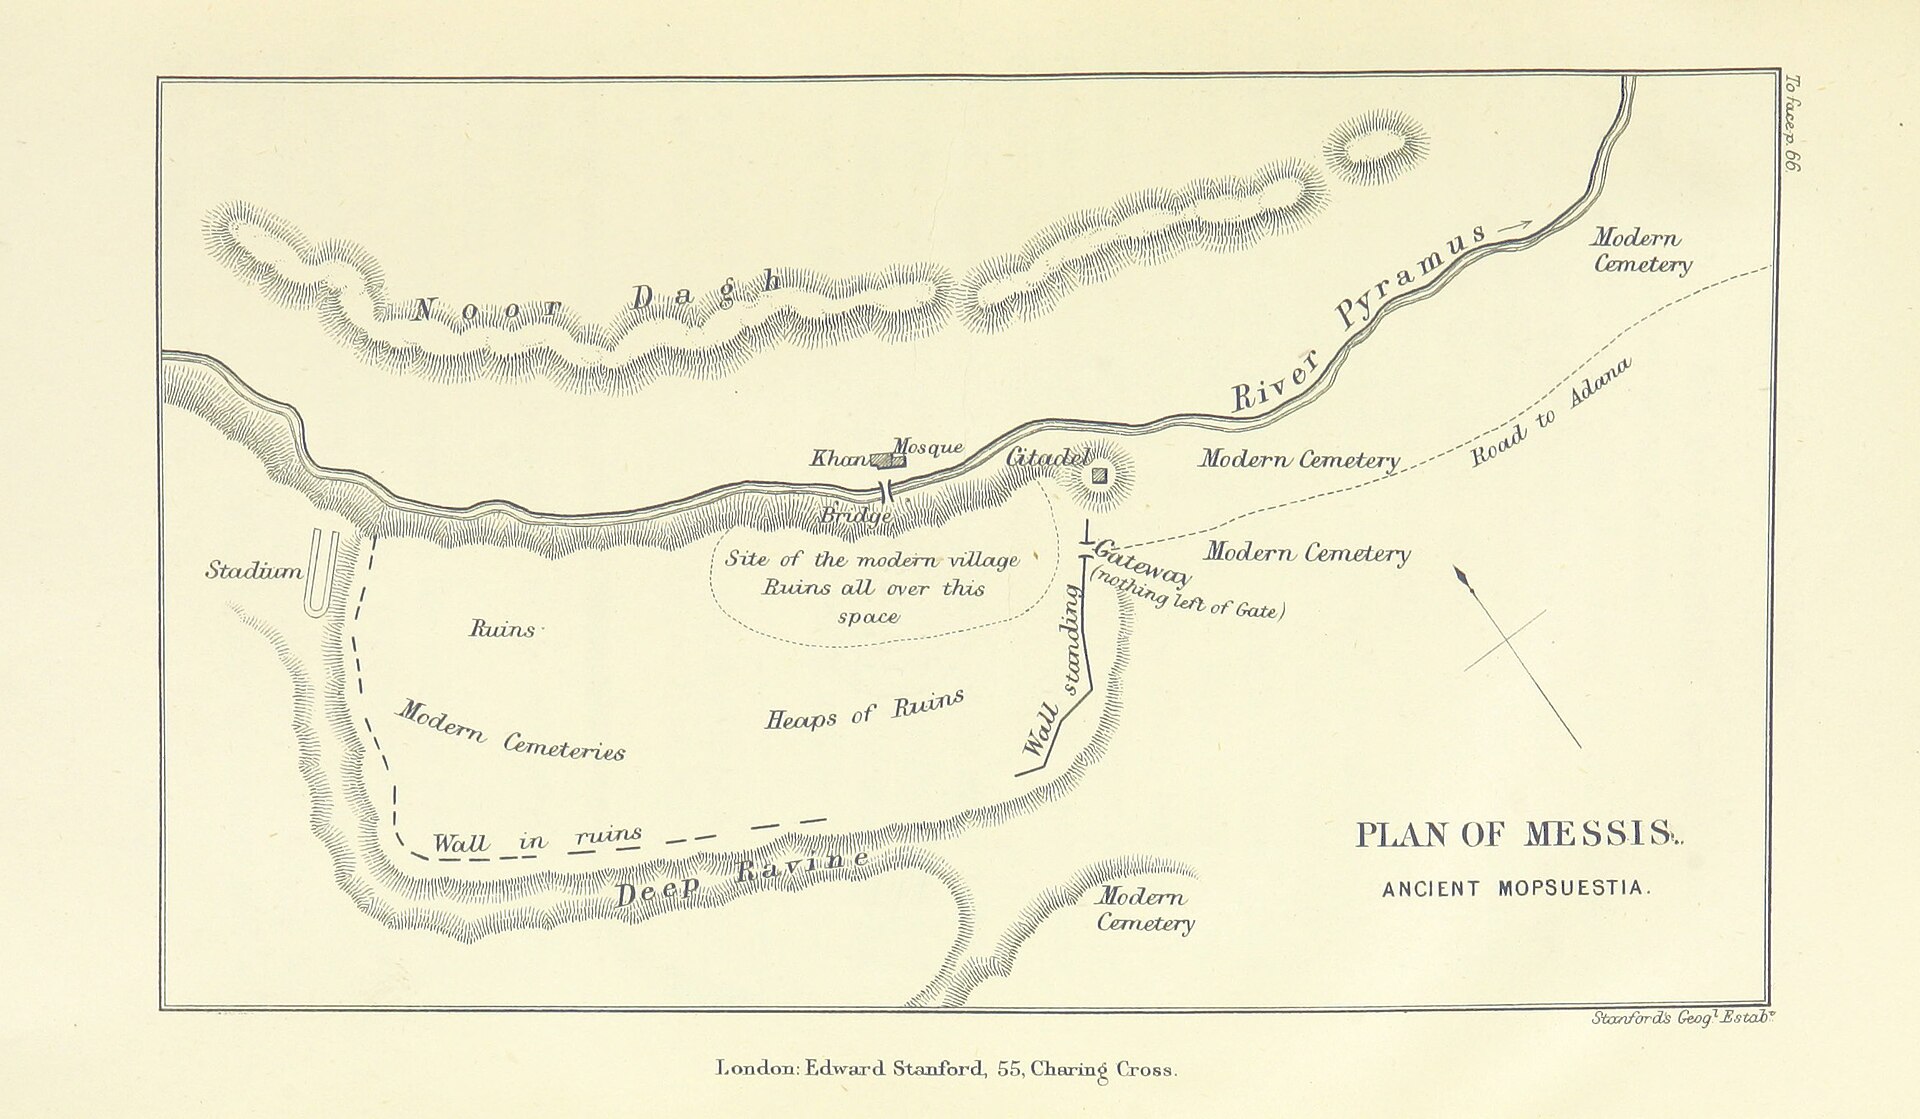 To face p. 66.
Modern
Cemetery
Noor Dagh
River Pyramus
Road to Adana
Khan
Mosque
Citadel
Modern Cemetery
Bridge
Site of the modern village
Ruins all over this
space
Gateway
(nothing left of Gate)
Modern Cemetery
Stadium
Ruins
Wall standing
Modern Cemeteries
Heaps of Ruins
Wall in ruins
Deep Ravine
Modern
Cemetery
PLAN OF MESSIS.
ANCIENT MOPSUESTIA.
Stanford's Geogl Estabt
London: Edward Stanford, 55, Charing Cross.